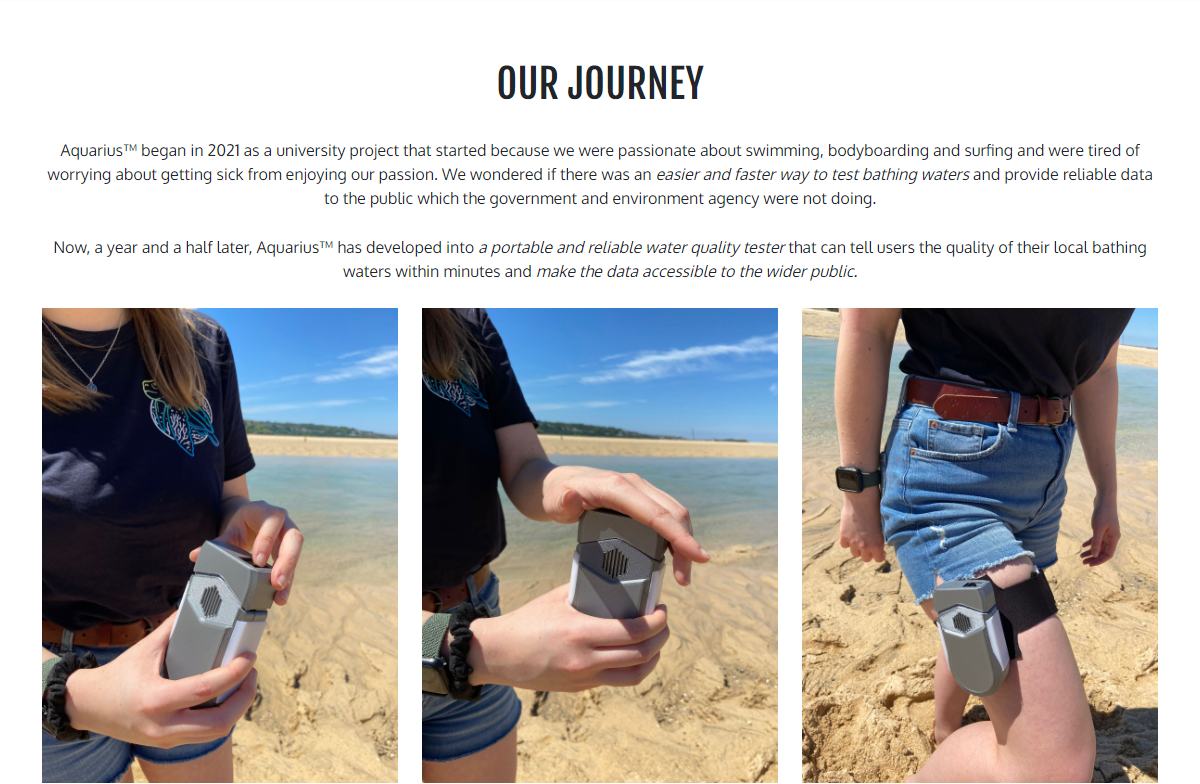 OUR JOURNEY
Aquarius™ began in 2021 as a university project that started because we were passionate about swimming, bodyboarding and surfing and were tired of
worrying about getting sick from enjoying our passion. We wondered if there was an easier and faster way to test bathing waters and provide reliable data
to the public which the government and environment agency were not doing.
Now, a year and a half later, Aquarius™ has developed into a portable and reliable water quality tester that can tell users the quality of their local bathing
waters within minutes and make the data accessible to the wider public.